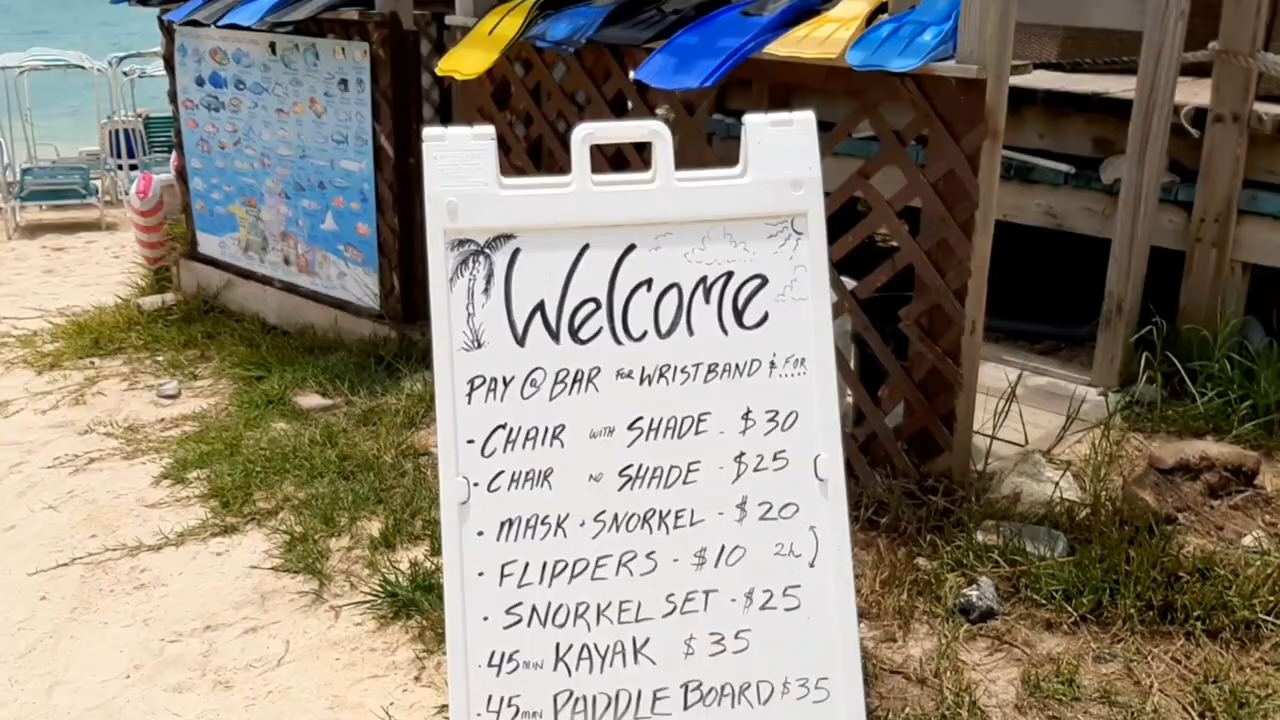 Welcome
PAY @ BAR FOR WRISTBAND & FOR
- CHAIR WITH SHADE - $30
- CHAIR NO SHADE - $25
- MASK + SNORKEL - $20
- FLIPPERS - $10 2h
- SNORKEL SET - $25
- 45 MIN KAYAK $35
- 45 min PADDLE BOARD $35